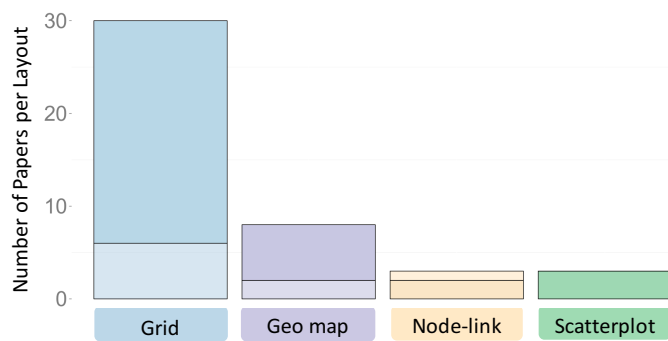 Number of Papers per Layout
30
20
10
0
Grid
Geo map
Node-link
Scatterplot